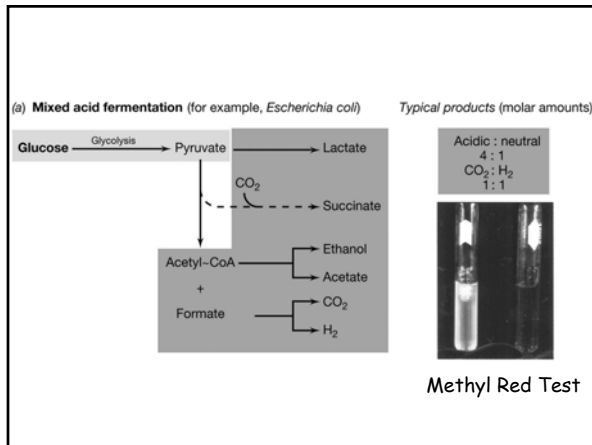 (a) Mixed acid fermentation (for example, Escherichia coli)
Glucose
Glycolysis
Pyruvate
Lactate
CO₂
Succinate
Acetyl~CoA
+
Formate
Ethanol
Acetate
CO₂
H₂
Typical products (molar amounts)
Acidic : neutral
4 : 1
CO₂ : H₂
1 : 1
Methyl Red Test